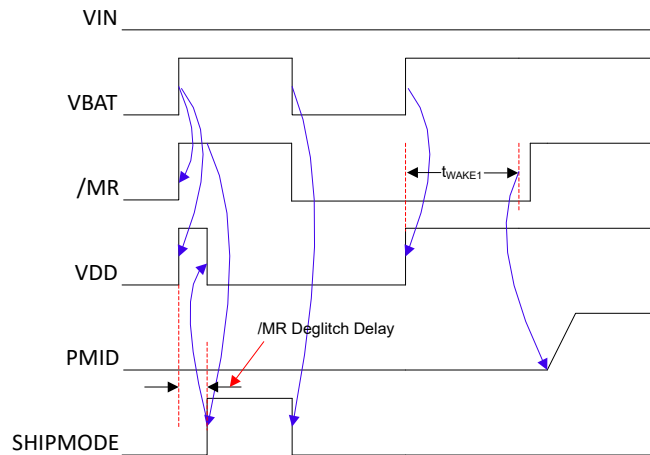 VIN
VBAT
/MR
tWAKE1
VDD
/MR Deglitch Delay
PMID
SHIPMODE